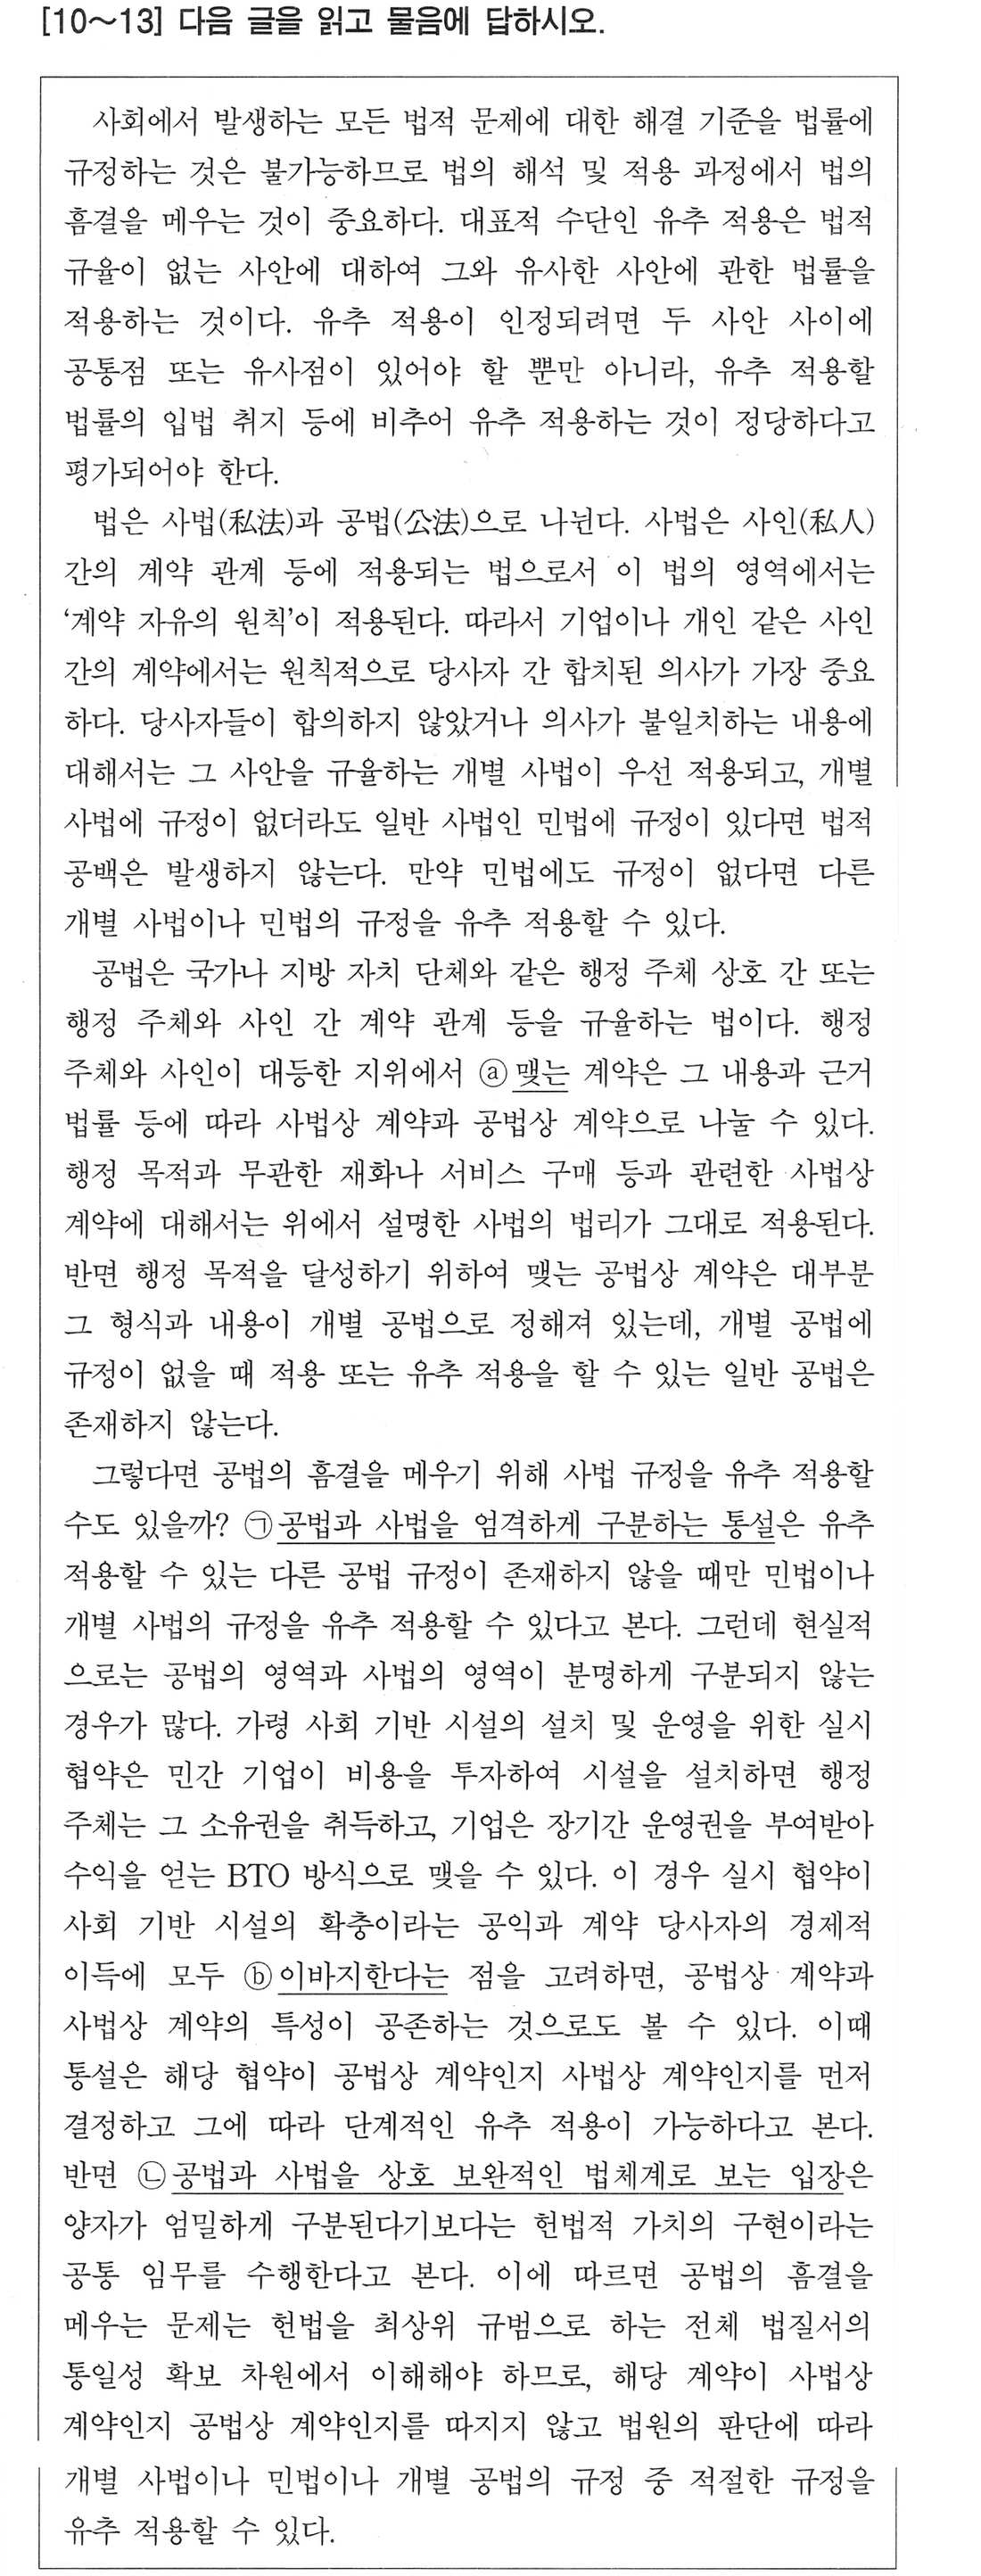 [10~13] 다음 글을 읽고 물음에 답하시오.
사회에서 발생하는 모든 법적 문제에 대한 해결 기준을 법률에
규정하는 것은 불가능하므로 법의 해석 및 적용 과정에서 법의
흠결을 메우는 것이 중요하다. 대표적 수단인 유추 적용은 법적
규율이 없는 사안에 대하여 그와 유사한 사안에 관한 법률을
적용하는 것이다. 유추 적용이 인정되려면 두 사안 사이에
공통점 또는 유사점이 있어야 할 뿐만 아니라, 유추 적용할
법률의 입법 취지 등에 비추어 유추 적용하는 것이 정당하다고
평가되어야 한다.
법은 사법(私法)과 공법(公法)으로 나뉜다. 사법은 사인(私人)
간의 계약 관계 등에 적용되는 법으로서 이 법의 영역에서는
‘계약 자유의 원칙’이 적용된다. 따라서 기업이나 개인 같은 사인
간의 계약에서는 원칙적으로 당사자 간 합치된 의사가 가장 중요
하다. 당사자들이 합의하지 않았거나 의사가 불일치하는 내용에
대해서는 그 사안을 규율하는 개별 사법이 우선 적용되고, 개별
사법에 규정이 없더라도 일반 사법인 민법에 규정이 있다면 법적
공백은 발생하지 않는다. 만약 민법에도 규정이 없다면 다른
개별 사법이나 민법의 규정을 유추 적용할 수 있다.
공법은 국가나 지방 자치 단체와 같은 행정 주체 상호 간 또는
행정 주체와 사인 간 계약 관계 등을 규율하는 법이다. 행정
주체와 사인이 대등한 지위에서 ⓐ맺는 계약은 그 내용과 근거
법률 등에 따라 사법상 계약과 공법상 계약으로 나눌 수 있다.
행정 목적과 무관한 재화나 서비스 구매 등과 관련한 사법상
계약에 대해서는 위에서 설명한 사법의 법리가 그대로 적용된다.
반면 행정 목적을 달성하기 위하여 맺는 공법상 계약은 대부분
그 형식과 내용이 개별 공법으로 정해져 있는데, 개별 공법에
규정이 없을 때 적용 또는 유추 적용을 할 수 있는 일반 공법은
존재하지 않는다.
그렇다면 공법의 흠결을 메우기 위해 사법 규정을 유추 적용할
수도 있을까? ㉠공법과 사법을 엄격하게 구분하는 통설은 유추
적용할 수 있는 다른 공법 규정이 존재하지 않을 때만 민법이나
개별 사법의 규정을 유추 적용할 수 있다고 본다. 그런데 현실적
으로는 공법의 영역과 사법의 영역이 분명하게 구분되지 않는
경우가 많다. 가령 사회 기반 시설의 설치 및 운영을 위한 실시
협약은 민간 기업이 비용을 투자하여 시설을 설치하면 행정
주체는 그 소유권을 취득하고, 기업은 장기간 운영권을 부여받아
수익을 얻는 BTO 방식으로 맺을 수 있다. 이 경우 실시 협약이
사회 기반 시설의 확충이라는 공익과 계약 당사자의 경제적
이득에 모두 ⓑ이바지한다는 점을 고려하면, 공법상 계약과
사법상 계약의 특성이 공존하는 것으로도 볼 수 있다. 이때
통설은 해당 협약이 공법상 계약인지 사법상 계약인지를 먼저
결정하고 그에 따라 단계적인 유추 적용이 가능하다고 본다.
반면 ㉡공법과 사법을 상호 보완적인 법체계로 보는 입장은
양자가 엄밀하게 구분된다기보다는 헌법적 가치의 구현이라는
공통 임무를 수행한다고 본다. 이에 따르면 공법의 흠결을
메우는 문제는 헌법을 최상위 규범으로 하는 전체 법질서의
통일성 확보 차원에서 이해해야 하므로, 해당 계약이 사법상
계약인지 공법상 계약인지를 따지지 않고 법원의 판단에 따라
개별 사법이나 민법이나 개별 공법의 규정 중 적절한 규정을
유추 적용할 수 있다.